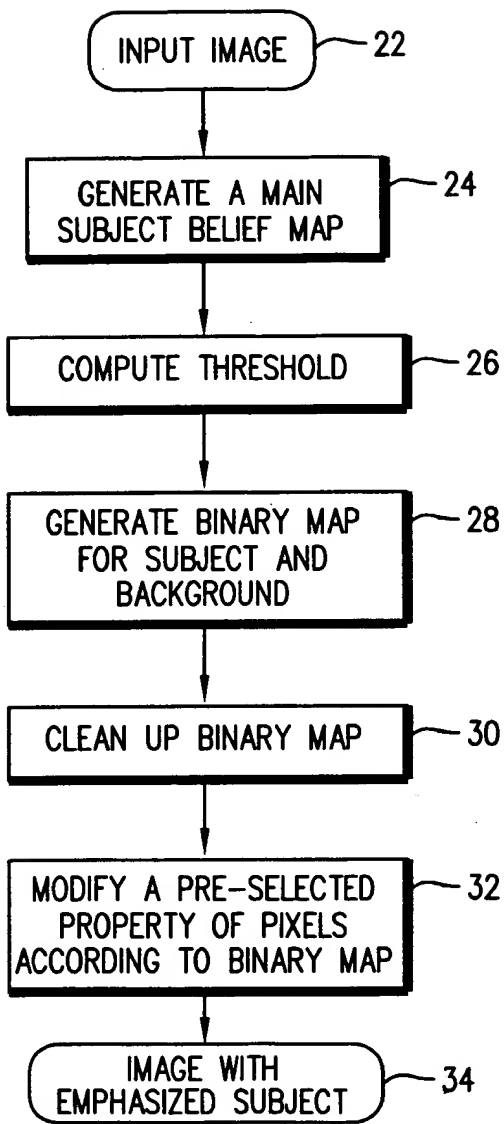 INPUT IMAGE
22
GENERATE A MAIN
SUBJECT BELIEF MAP
24
COMPUTE THRESHOLD
26
GENERATE BINARY MAP
FOR SUBJECT AND
BACKGROUND
28
CLEAN UP BINARY MAP
30
MODIFY A PRE-SELECTED
PROPERTY OF PIXELS
ACCORDING TO BINARY MAP
32
IMAGE WITH
EMPHASIZED SUBJECT
34